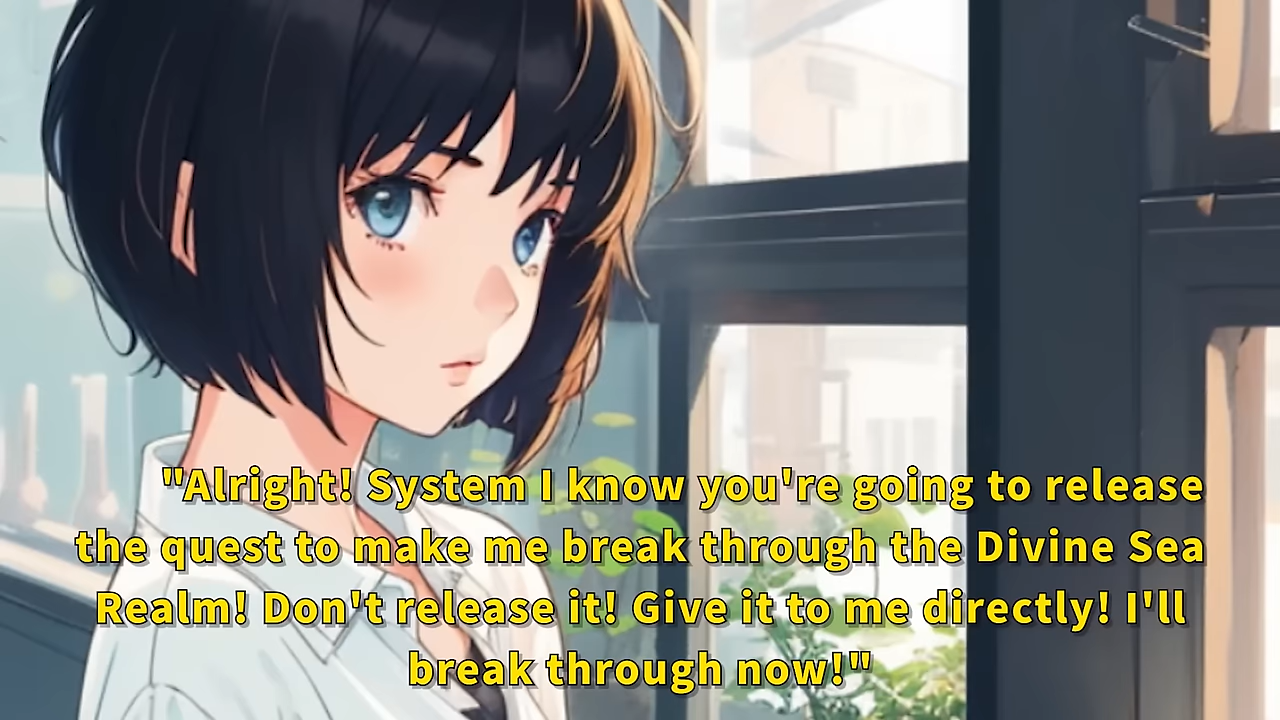 "Alright! System I know you're going to release
the quest to make me break through the Divine Sea
Realm! Don't release it! Give it to me directly! I'll
break through now!"